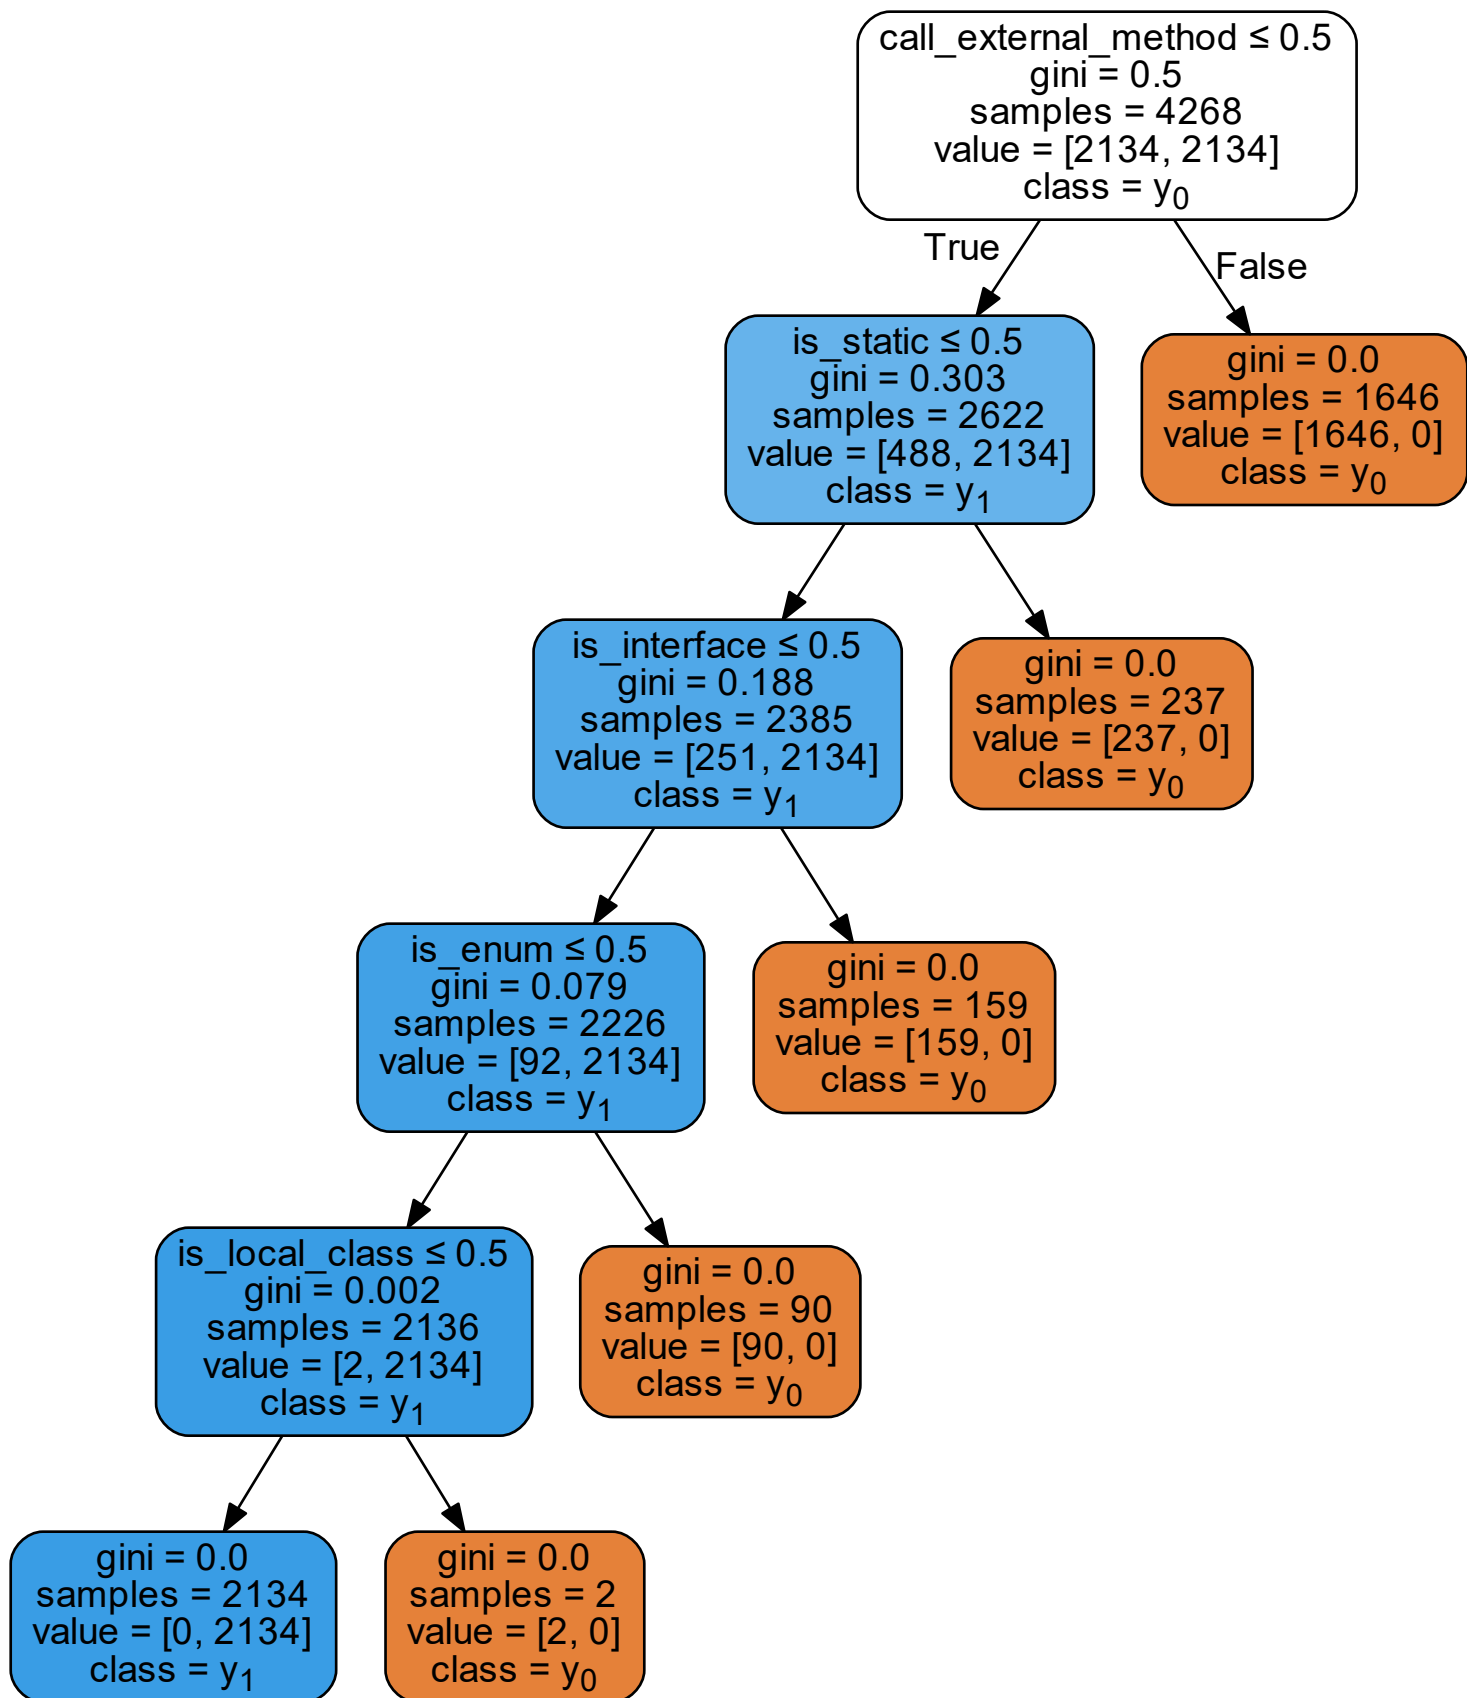 call_external_method ≤ 0.5
gini = 0.5
samples = 4268
value = [2134, 2134]
class = y₀
True
False
is_static ≤ 0.5
gini = 0.303
samples = 2622
value = [488, 2134]
class = y₁
gini = 0.0
samples = 1646
value = [1646, 0]
class = y₀
is_interface ≤ 0.5
gini = 0.188
samples = 2385
value = [251, 2134]
class = y₁
gini = 0.0
samples = 237
value = [237, 0]
class = y₀
is_enum ≤ 0.5
gini = 0.079
samples = 2226
value = [92, 2134]
class = y₁
gini = 0.0
samples = 159
value = [159, 0]
class = y₀
is_local_class ≤ 0.5
gini = 0.002
samples = 2136
value = [2, 2134]
class = y₁
gini = 0.0
samples = 90
value = [90, 0]
class = y₀
gini = 0.0
samples = 2134
value = [0, 2134]
class = y₁
gini = 0.0
samples = 2
value = [2, 0]
class = y₀